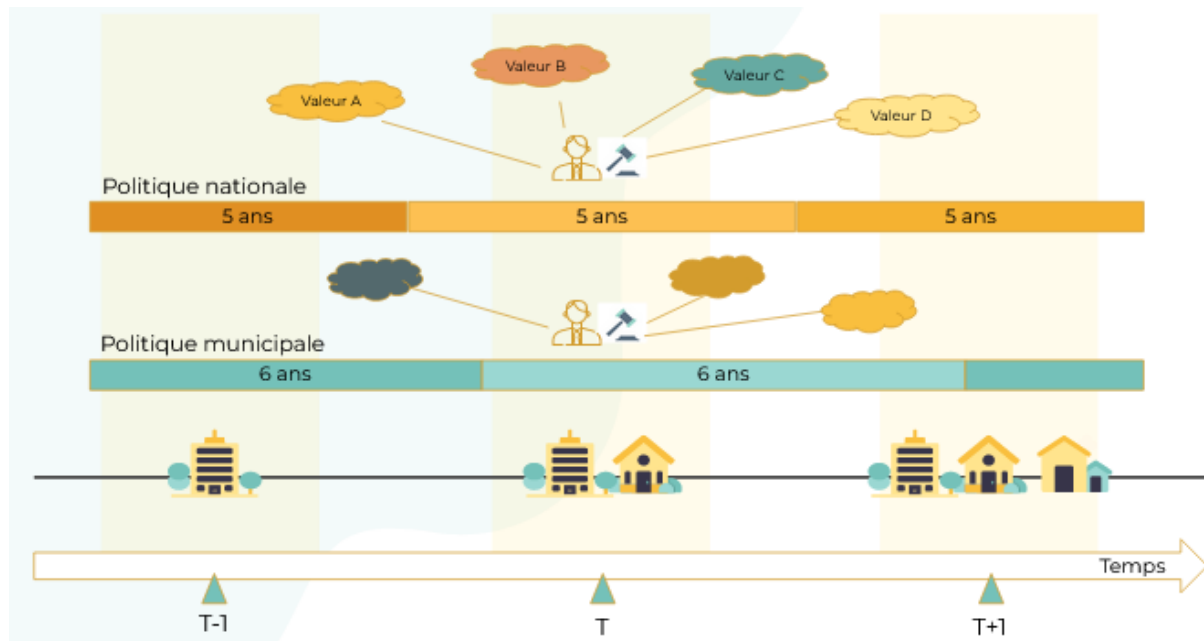 Valeur B
Valeur C
Valeur A
Valeur D
Politique nationale
5 ans
5 ans
5 ans
Politique municipale
6 ans
6 ans
Temps
T-1
T
T+1